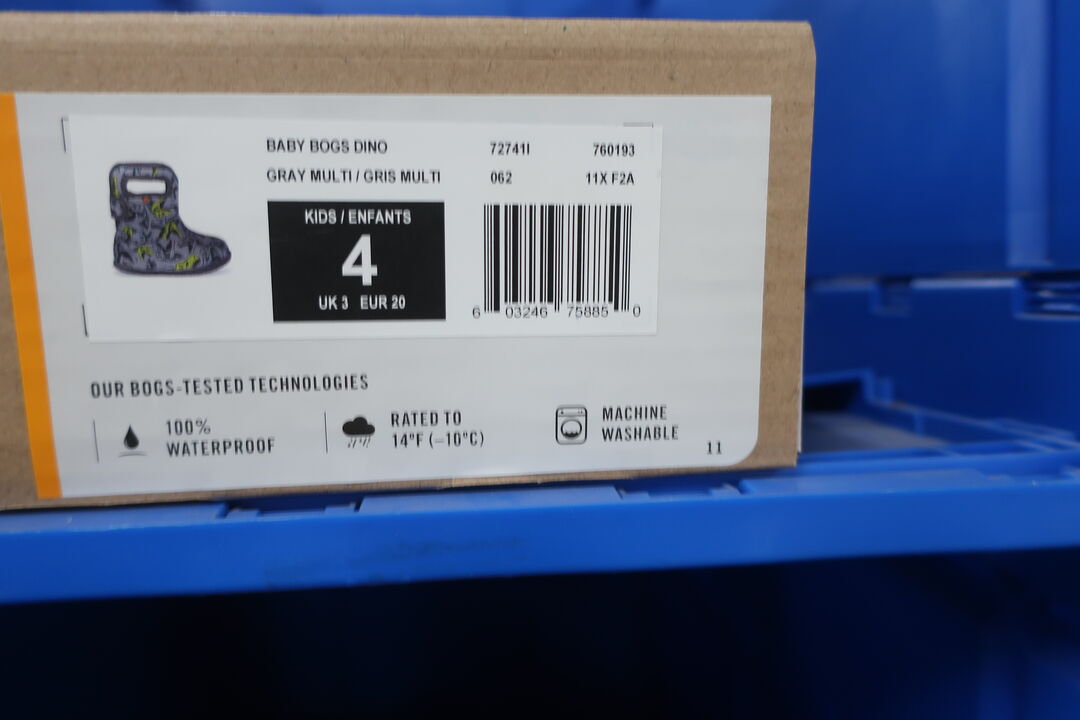 BABY BOGS DINO 72741I 760193
GRAY MULTI / GRIS MULTI 062 11X F2A
KIDS / ENFANTS
4
UK 3 EUR 20
6 03246 75885 0
OUR BOGS-TESTED TECHNOLOGIES
100%
WATERPROOF
RATED TO
14°F (–10°C)
MACHINE
WASHABLE
11